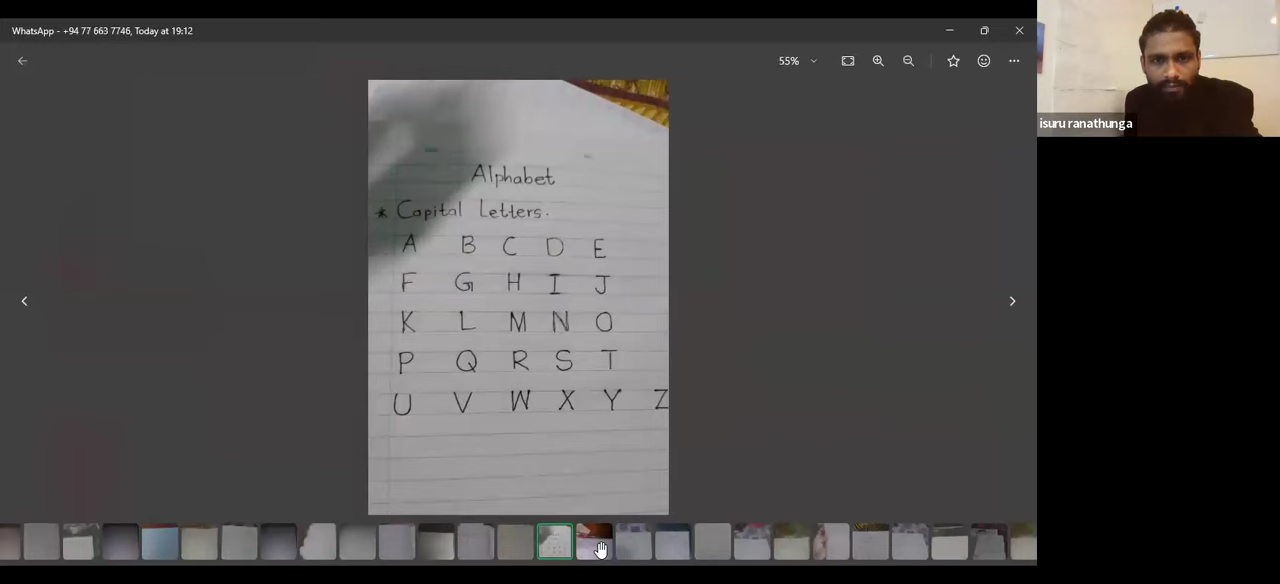 WhatsApp - +94 77 663 7746, Today at 19:12
55%
isuru ranathunga
Alphabet
* Capital Letters.
A B C D E
F G H I J
K L M N O
P Q R S T
U V W X Y Z